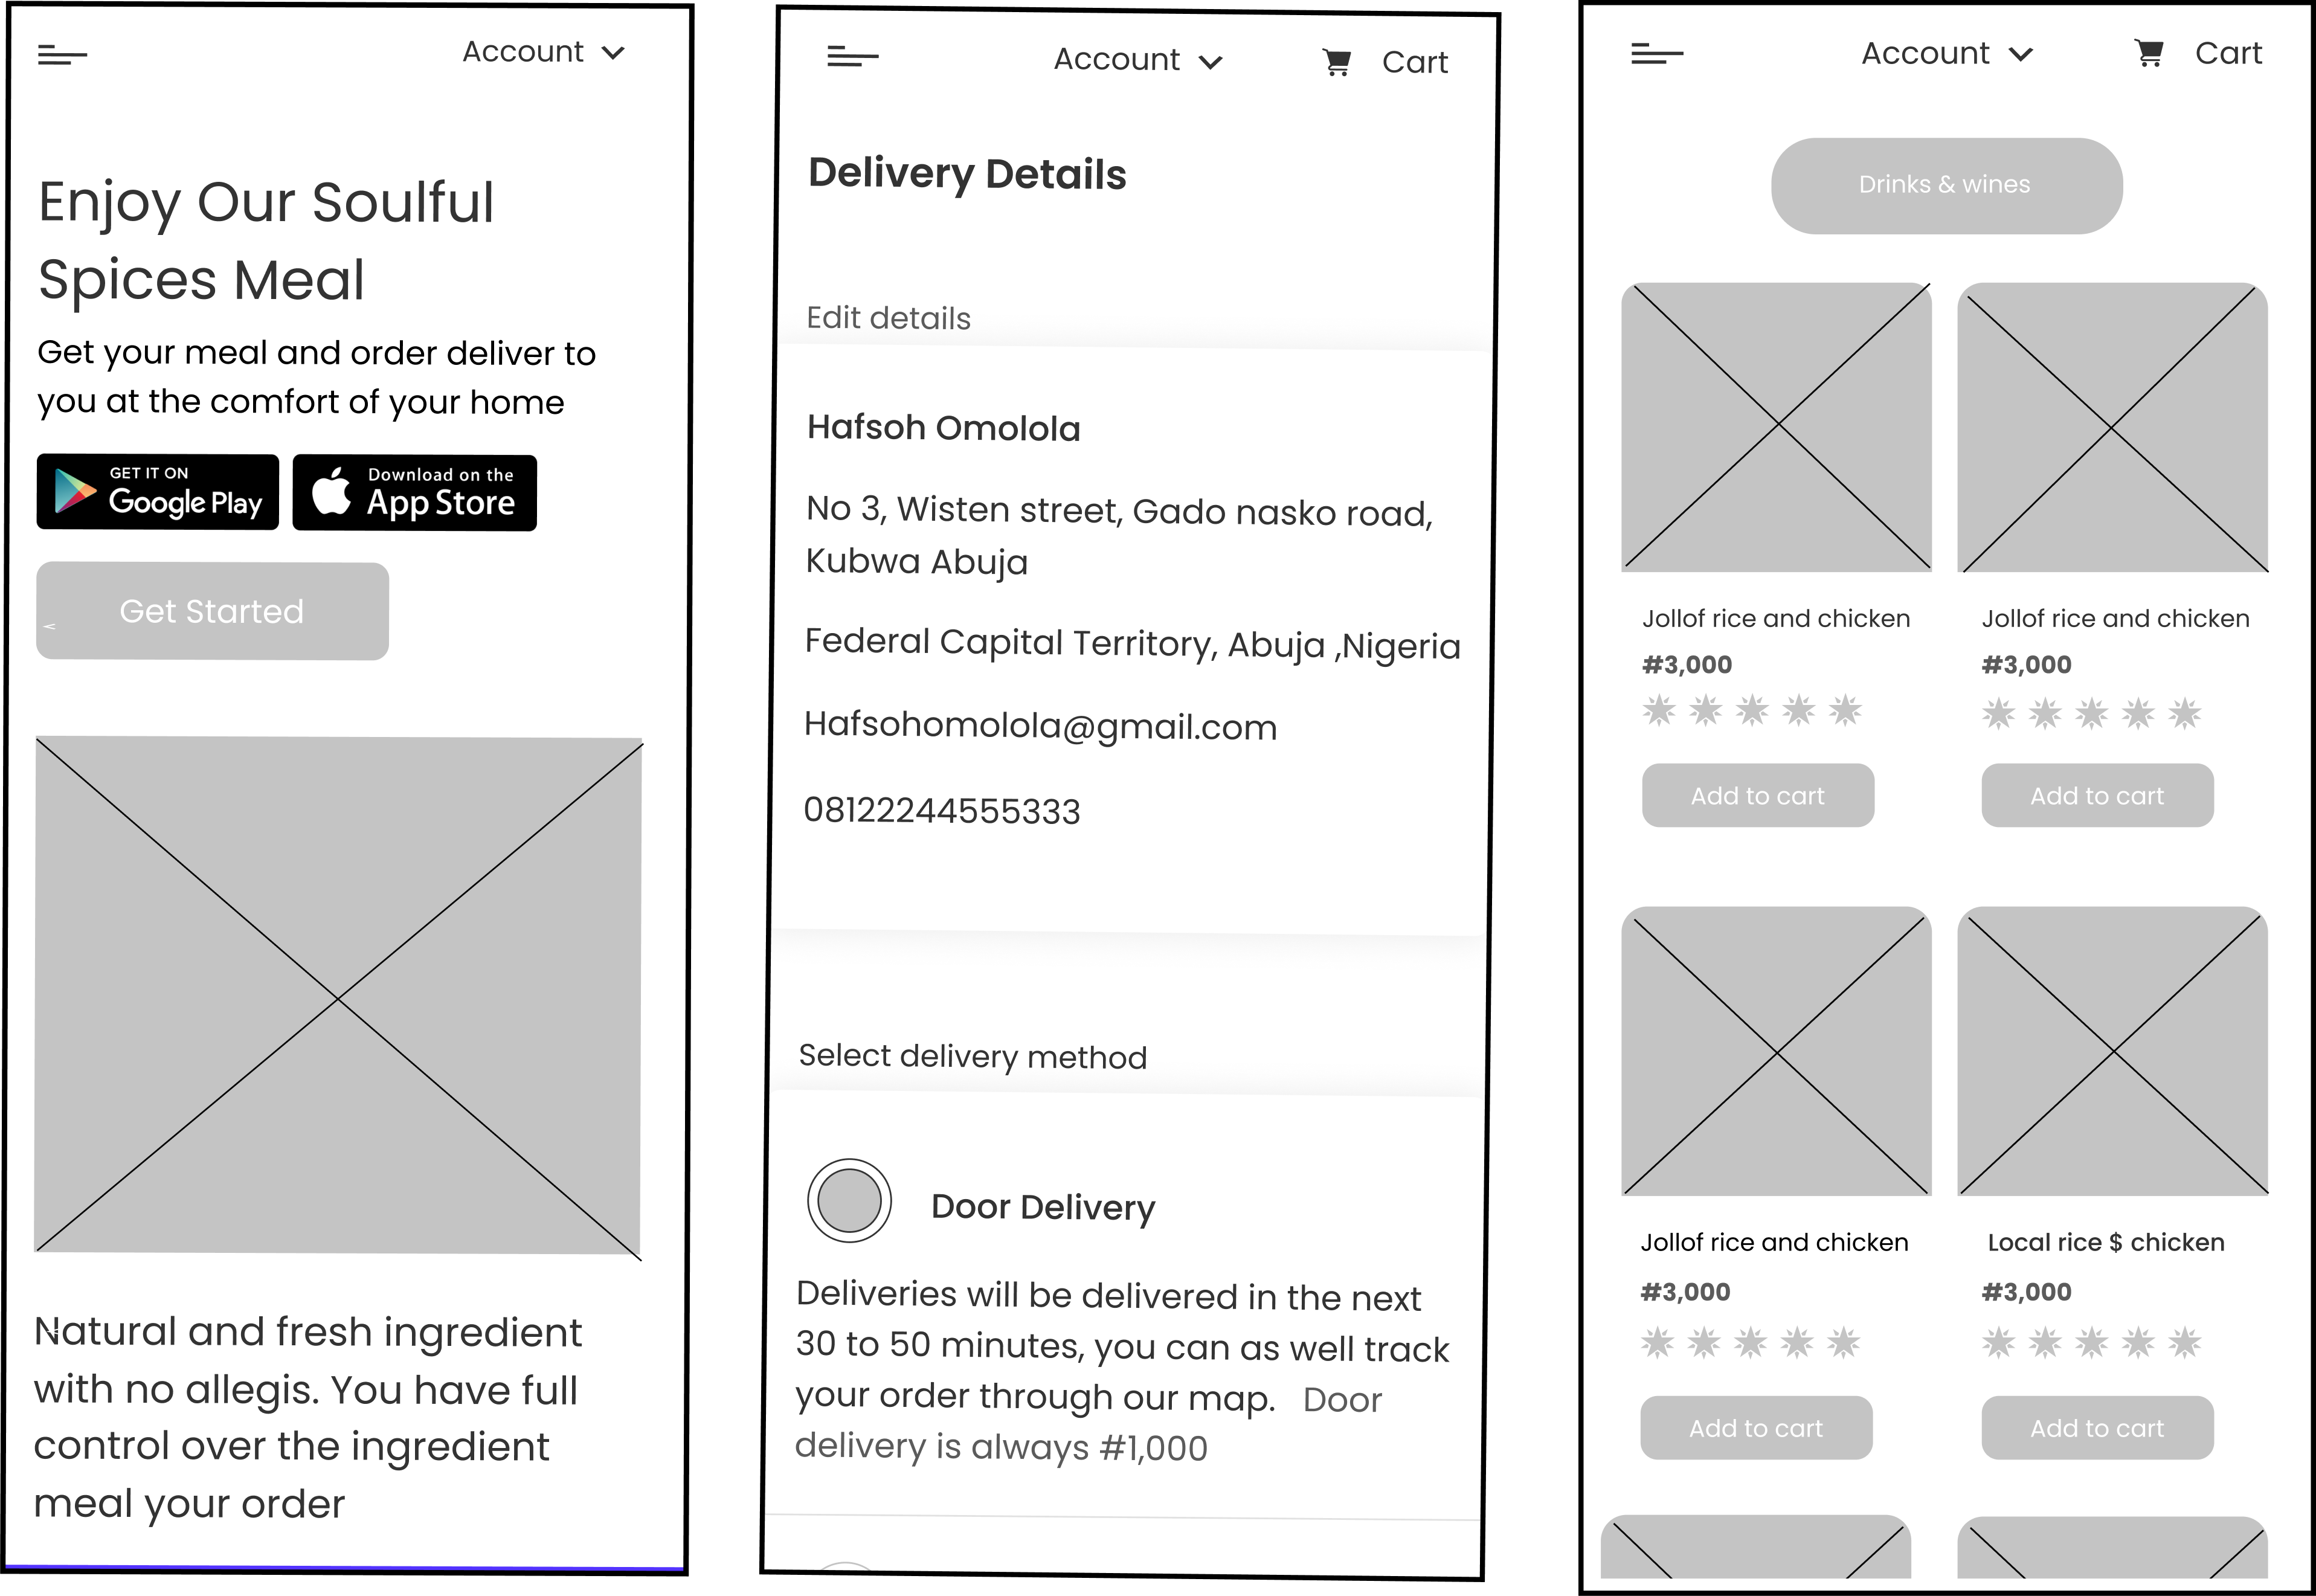 Account
Enjoy Our Soulful
Spices Meal
Get your meal and order deliver to
you at the comfort of your home
GET IT ON
Google Play
Download on the
App Store
Get Started
Natural and fresh ingredient
with no allegis. You have full
control over the ingredient
meal your order
Account
Cart
Delivery Details
Edit details
Hafsoh Omolola
No 3, Wisten street, Gado nasko road,
Kubwa Abuja
Federal Capital Territory, Abuja ,Nigeria
Hafsohomolola@gmail.com
08122244555333
Select delivery method
Door Delivery
Deliveries will be delivered in the next
30 to 50 minutes, you can as well track
your order through our map. Door
delivery is always #1,000
Account
Cart
Drinks & wines
Jollof rice and chicken
#3,000
Add to cart
Jollof rice and chicken
#3,000
Add to cart
Jollof rice and chicken
#3,000
Add to cart
Local rice $ chicken
#3,000
Add to cart